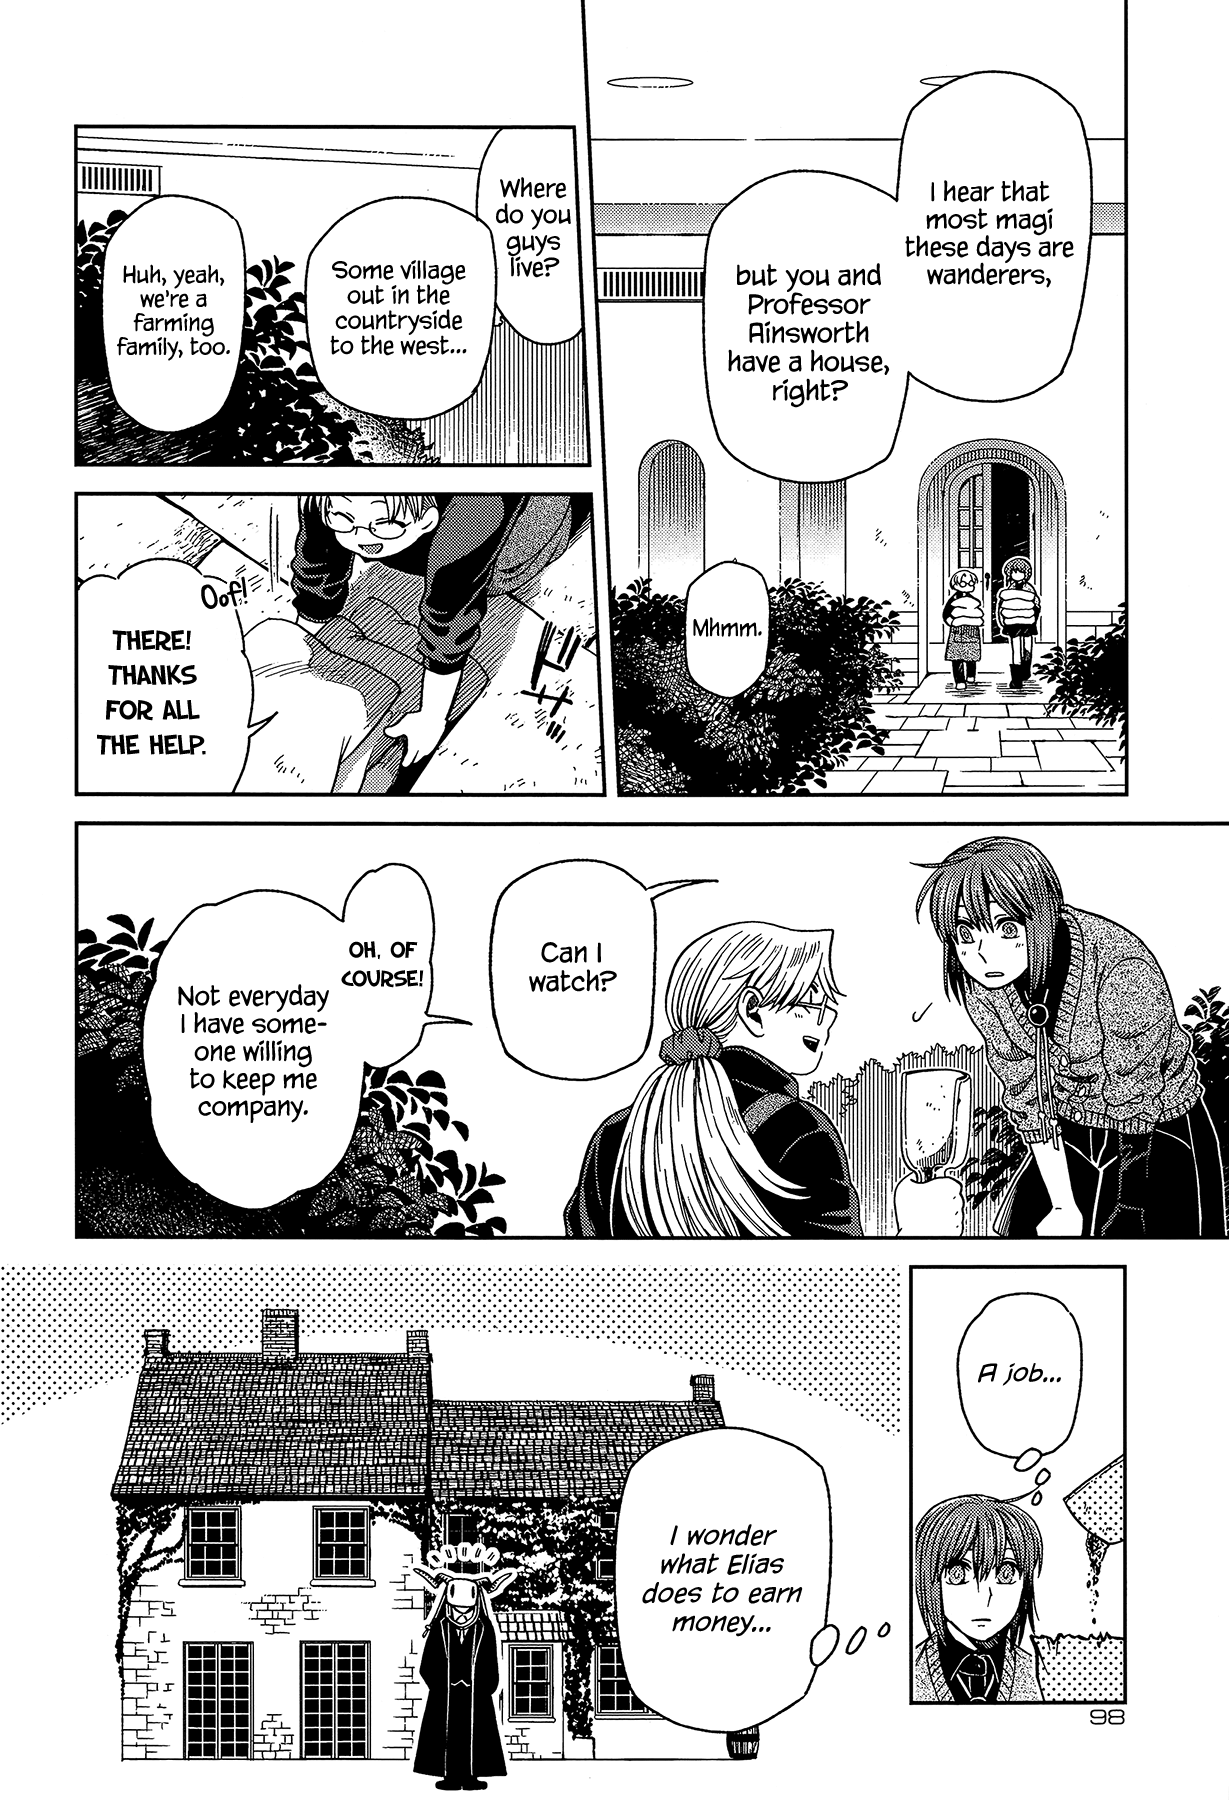 I hear that
most magi
these days are
wanderers,
but you and
Professor
Ainsworth
have a house,
right?
Mhmm.
Where
do you
guys
live?
Some village
out in the
countryside
to the west...
Huh, yeah,
we're a
farming
family, too.
Oof!
THERE!
THANKS
FOR ALL
THE HELP.
Can I
watch?
OH, OF
COURSE!
Not everyday
I have some-
one willing
to keep me
company.
A job...
I wonder
what Elias
does to earn
money...
98